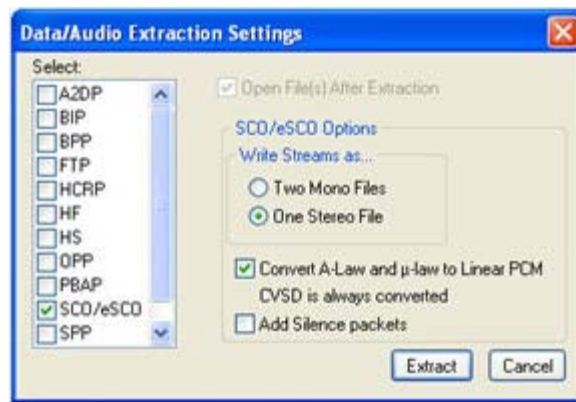 Data/Audio Extraction Settings
Select:
A2DP
BIP
BPP
FTP
HCRP
HF
HS
OPP
PBAP
SCO/eSCO
SPP
Open File(s) After Extraction
SCO/eSCO Options
Write Streams as...
Two Mono Files
One Stereo File
Convert A-Law and µ-law to Linear PCM
CVSD is always converted
Add Silence packets
Extract
Cancel